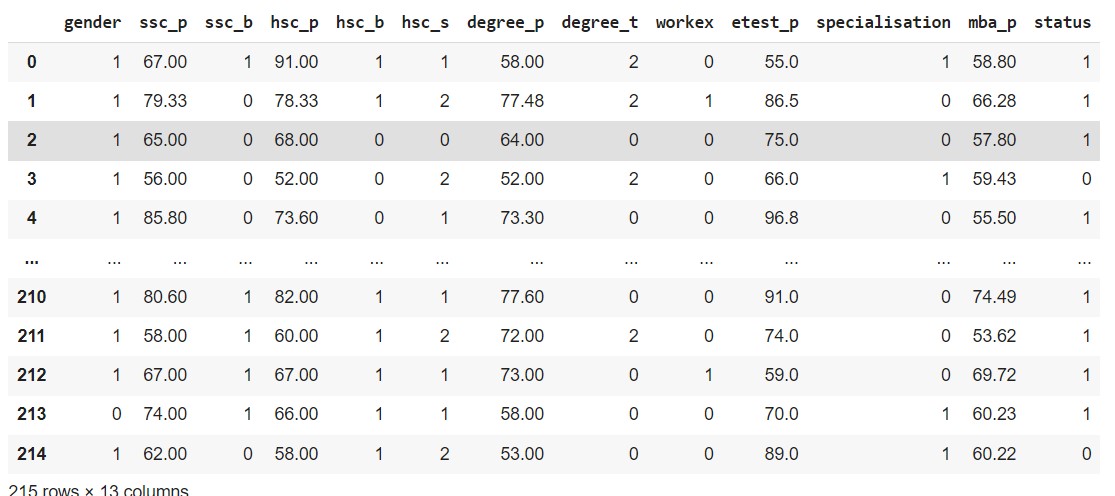 gender ssc_p ssc_b hsc_p hsc_b hsc_s degree_p degree_t workex etest_p specialisation mba_p status
0 1 67.00 1 91.00 1 1 58.00 2 0 55.0 1 58.80 1
1 1 79.33 0 78.33 1 2 77.48 2 1 86.5 0 66.28 1
2 1 65.00 0 68.00 0 0 64.00 0 0 75.0 0 57.80 1
3 1 56.00 0 52.00 0 2 52.00 2 0 66.0 1 59.43 0
4 1 85.80 0 73.60 0 1 73.30 0 0 96.8 0 55.50 1
... ... ... ... ... ... ... ... ... ... ... ... ... ...
210 1 80.60 1 82.00 1 1 77.60 0 0 91.0 0 74.49 1
211 1 58.00 1 60.00 1 2 72.00 2 0 74.0 0 53.62 1
212 1 67.00 1 67.00 1 1 73.00 0 1 59.0 0 69.72 1
213 0 74.00 1 66.00 1 1 58.00 0 0 70.0 1 60.23 1
214 1 62.00 0 58.00 1 2 53.00 0 0 89.0 1 60.22 0
215 rows × 13 columns